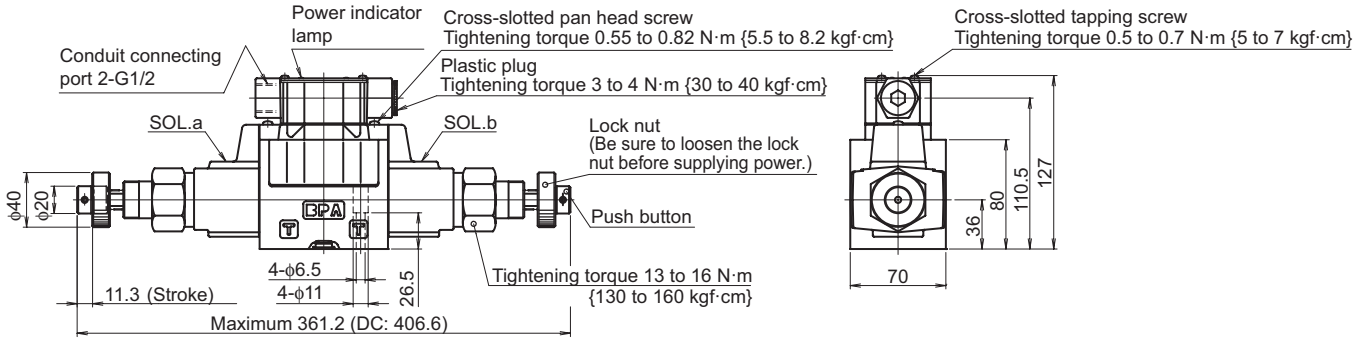 Power indicator
lamp
Cross-slotted pan head screw
Tightening torque 0.55 to 0.82 N·m {5.5 to 8.2 kgf·cm}
Cross-slotted tapping screw
Tightening torque 0.5 to 0.7 N·m {5 to 7 kgf·cm}
Conduit connecting
port 2-G1/2
Plastic plug
Tightening torque 3 to 4 N·m {30 to 40 kgf·cm}
SOL.a
SOL.b
Lock nut
(Be sure to loosen the lock
nut before supplying power.)
ϕ40
ϕ20
BPA
T
T
Push button
36
80
110.5
127
4-ϕ6.5
4-ϕ11
26.5
Tightening torque 13 to 16 N·m
{130 to 160 kgf·cm}
70
11.3 (Stroke)
Maximum 361.2 (DC: 406.6)